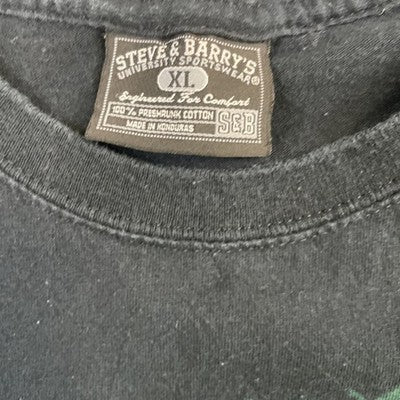 STEVE & BARRY'S
UNIVERSITY SPORTSWEAR®
XL
Engineered For Comfort
100% PRESHRUNK COTTON
MADE IN HONDURAS
S&B